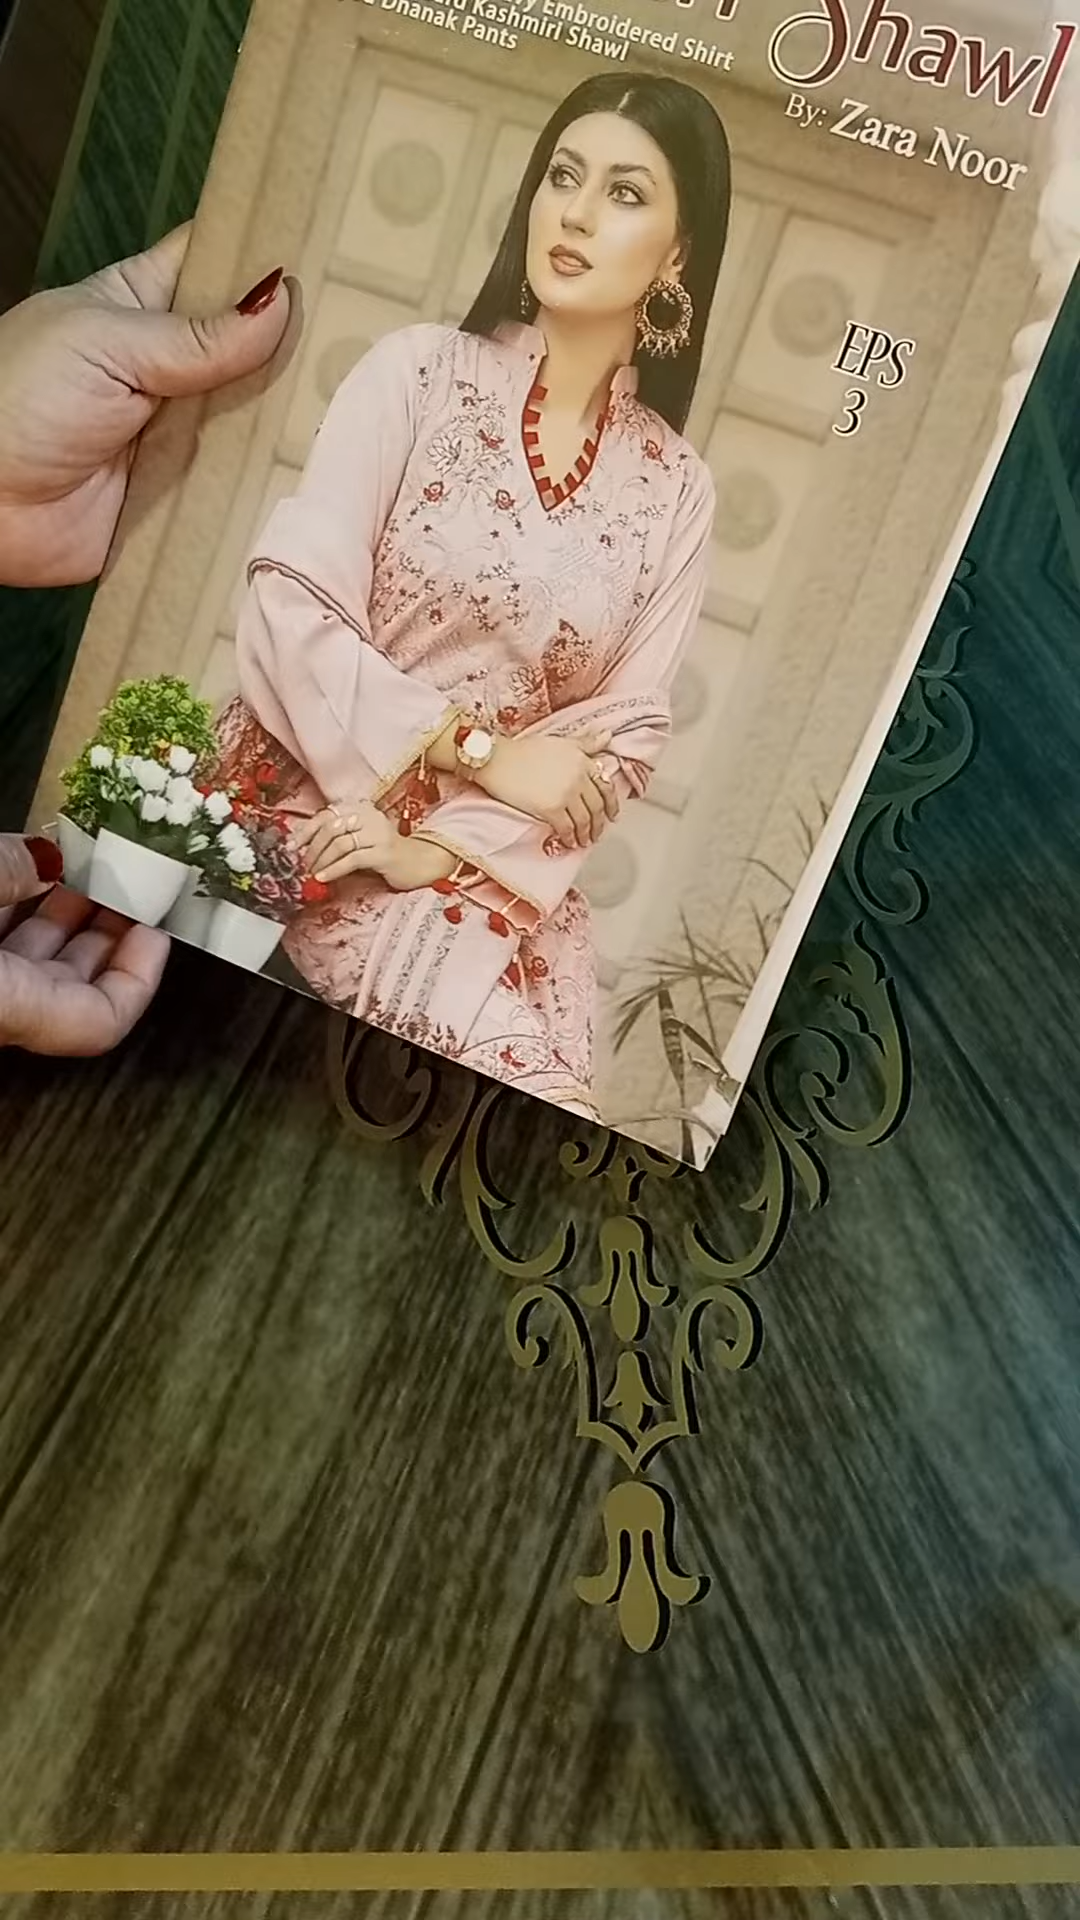 Embroidered Shirt
Kashmiri Shawl
Dhanak Pants
Shawl
By: Zara Noor
EPS
3